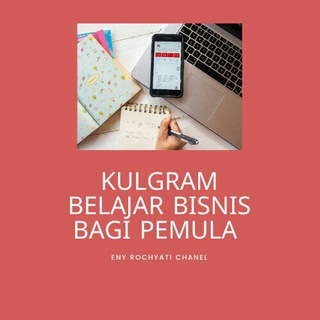 KULGRAM
BELAJAR BISNIS
BAGI PEMULA
ENY ROCHYATI CHANEL